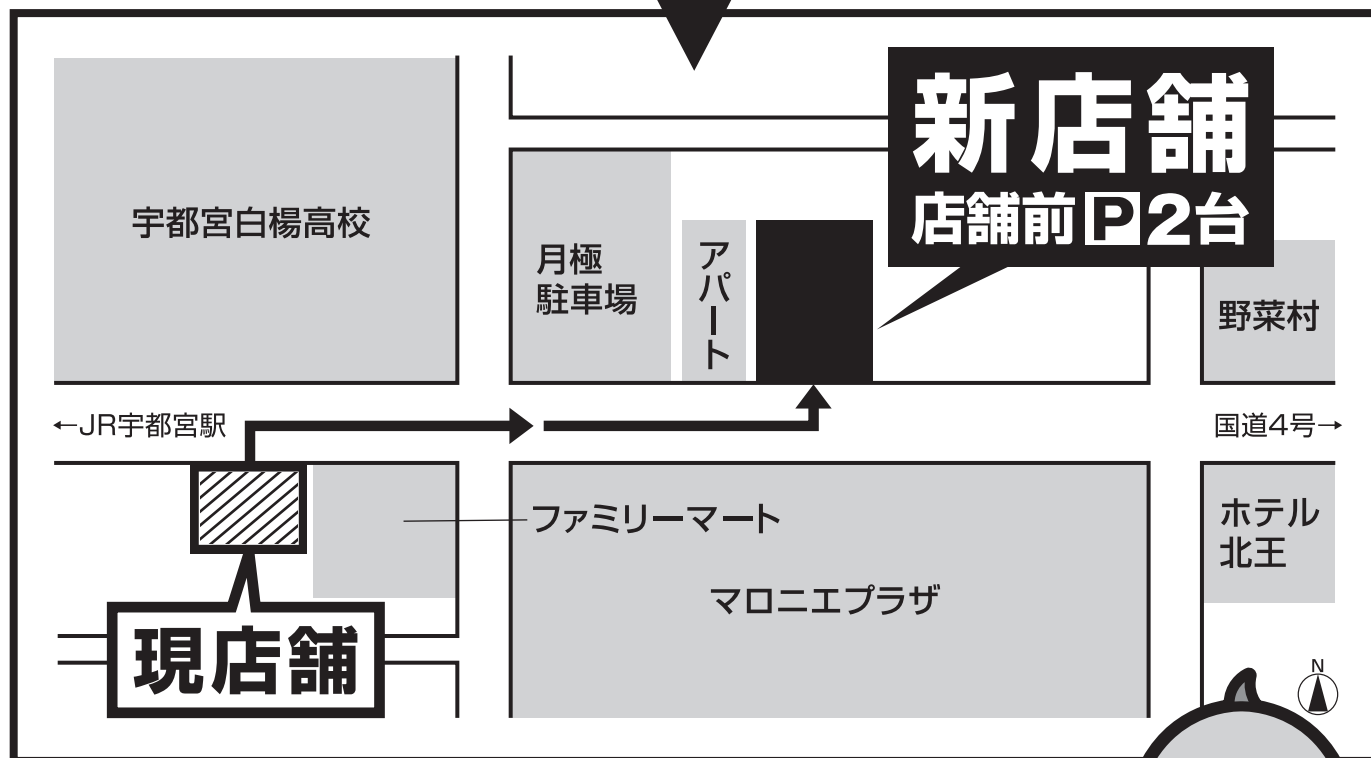 新店舗
店舗前P2台
宇都宮白楊高校
月極
駐車場
アパート
野菜村
←JR宇都宮駅
国道4号→
ファミリーマート
ホテル
北王
マロニエプラザ
現店舗
N